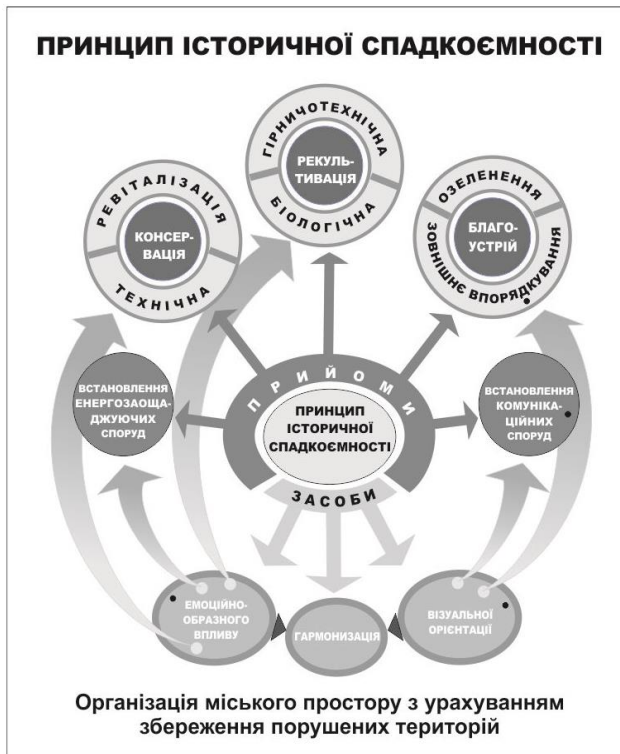 ПРИНЦИП ІСТОРИЧНОЇ СПАДКОЄМНОСТІ
ГІРНИЧОТЕХНІЧНА
РЕКУЛЬ-
ТИВАЦІЯ
БІОЛОГІЧНА
РЕВІТАЛІЗАЦІЯ
КОНСЕР-
ВАЦІЯ
ТЕХНІЧНА
ОЗЕЛЕНЕННЯ
БЛАГО-
УСТРІЙ
ЗОВНІШНЄ ВПОРЯДКУВАННЯ
ВСТАНОВЛЕННЯ
ЕНЕРГОЗАОЩА-
ДЖУЮЧИХ
СПОРУД
ПРИЙОМИ
ПРИНЦИП
ІСТОРИЧНОЇ
СПАДКОЄМНОСТІ
ЗАСОБИ
ВСТАНОВЛЕННЯ
КОМУНІКА-
ЦІЙНИХ
СПОРУД
ЕМОЦІЙНО-
ОБРАЗНОГО
ВПЛИВУ
ГАРМОНИЗАЦІЯ
ВІЗУАЛЬНОЇ
ОРІЄНТАЦІЇ
Організація міського простору з урахуванням
збереження порушених територій